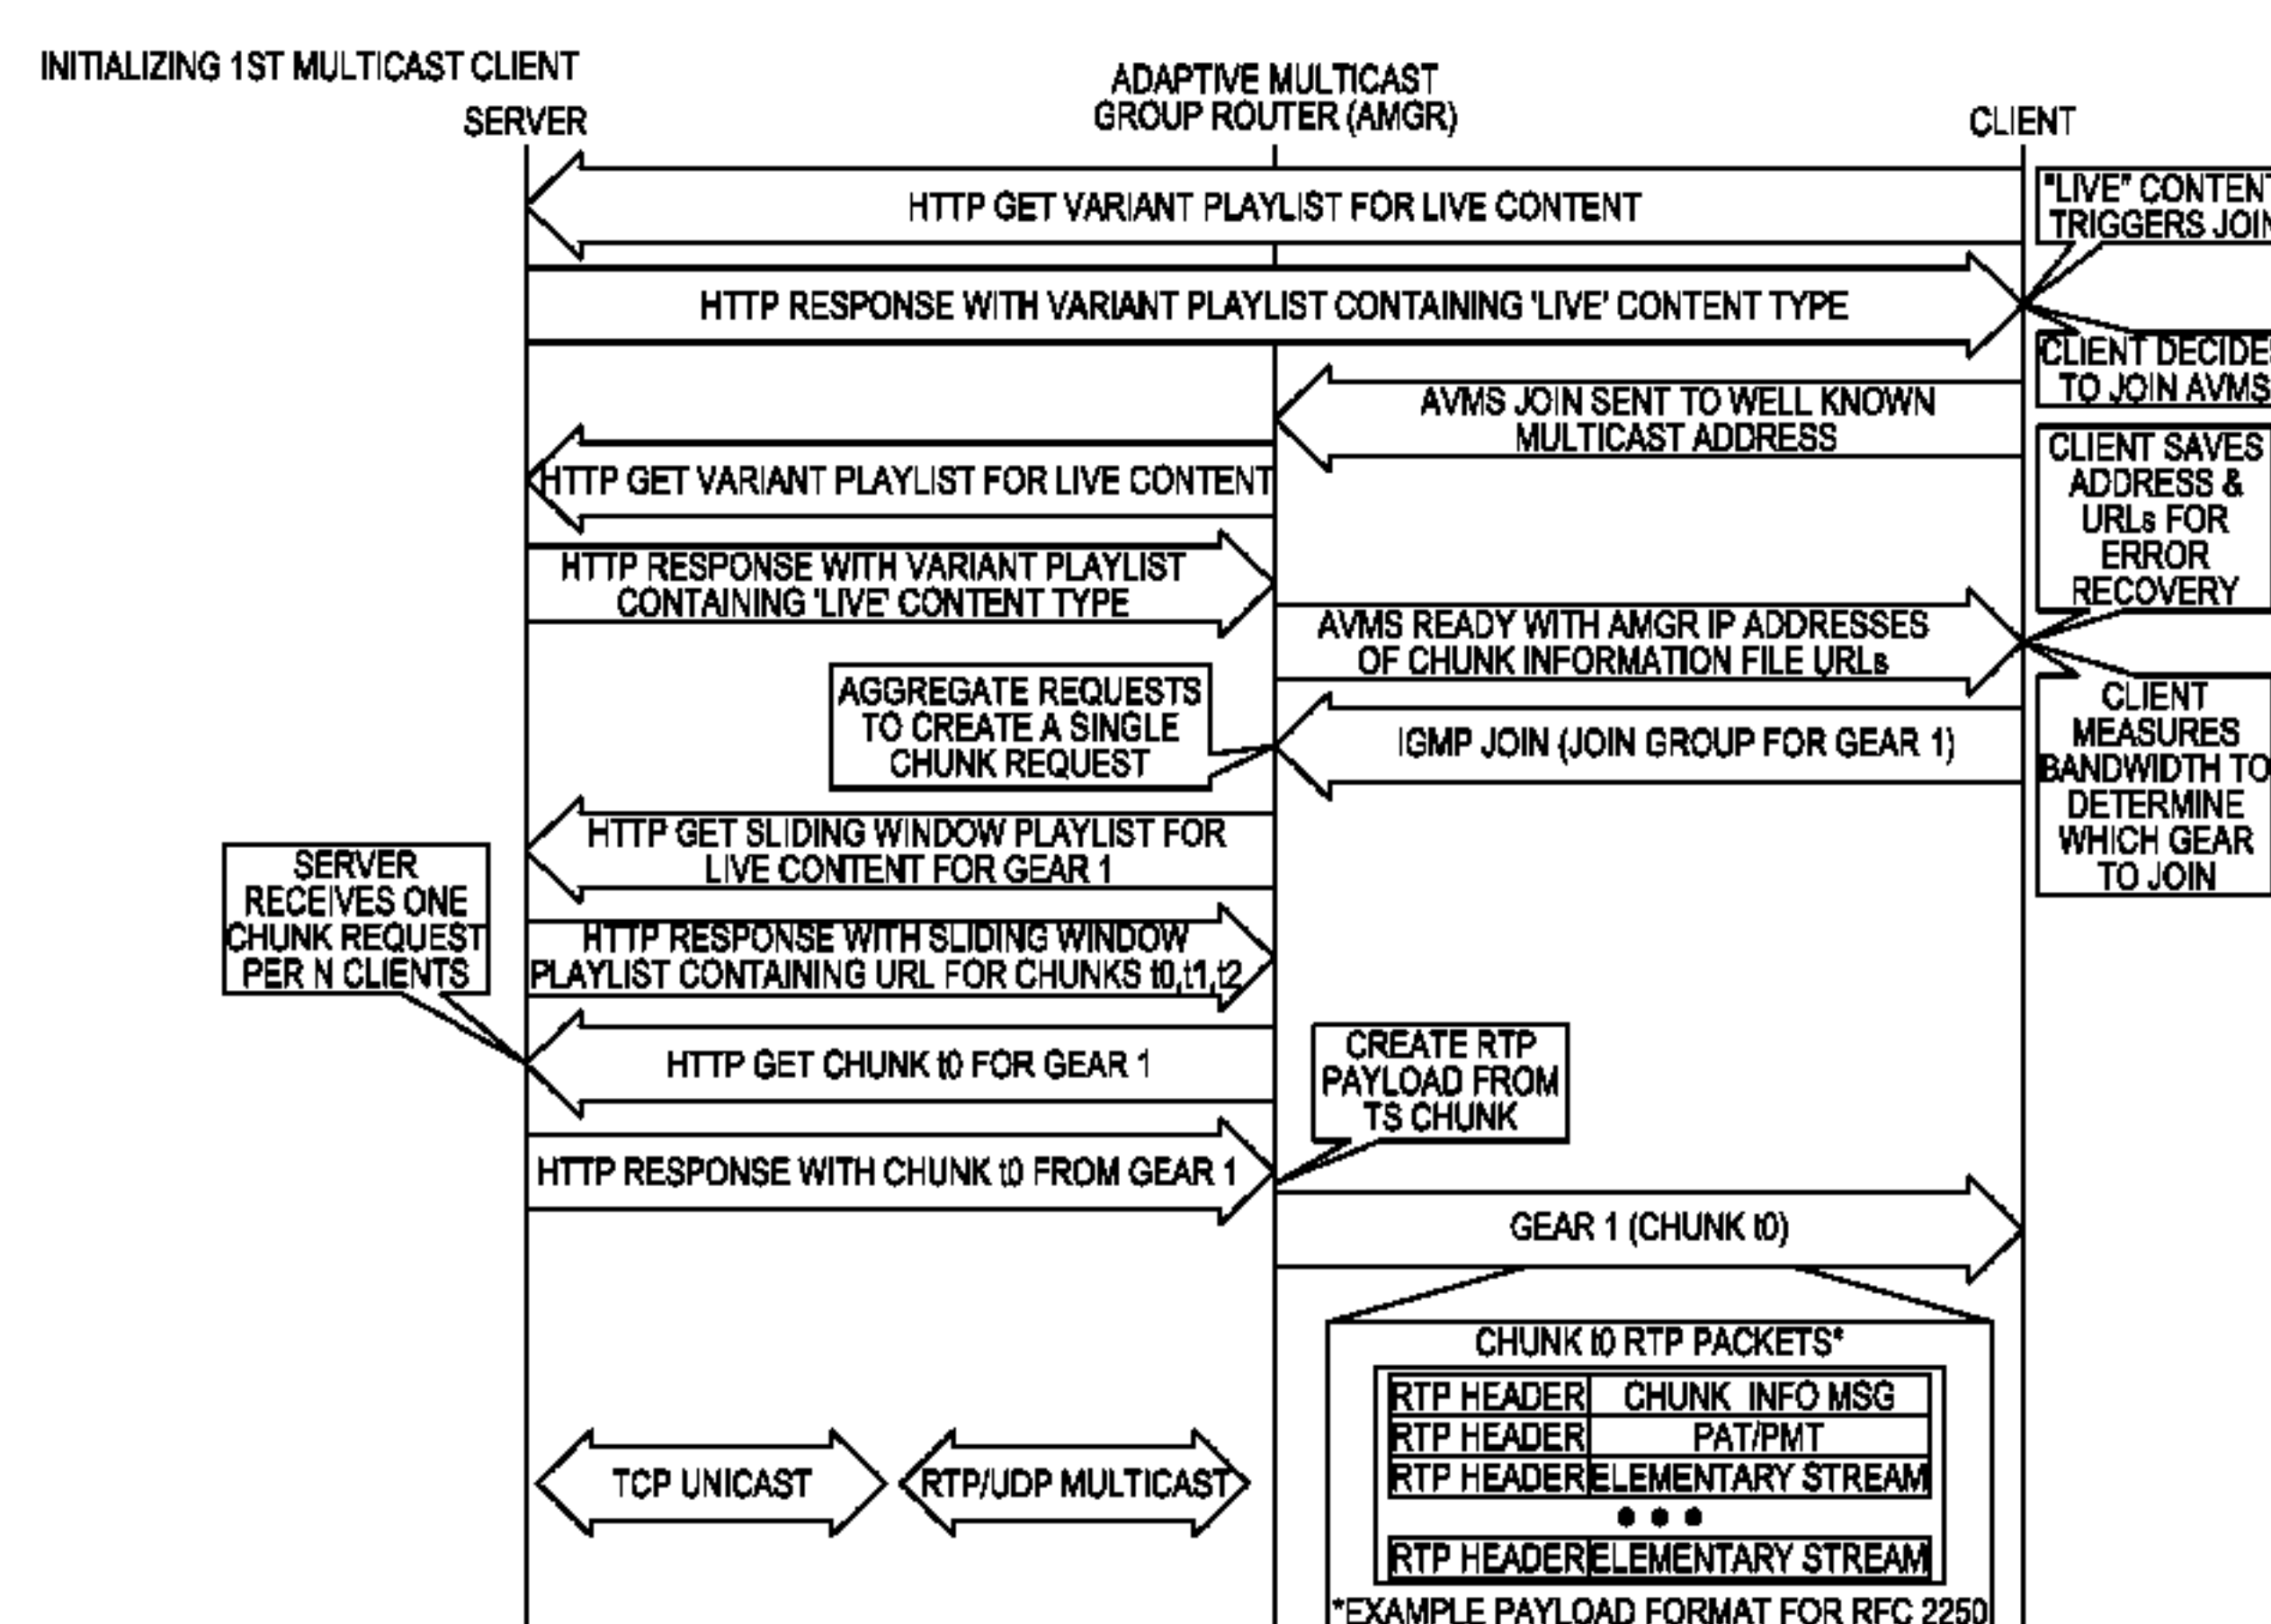 INITIALIZING 1ST MULTICAST CLIENT
SERVER
ADAPTIVE MULTICAST
GROUP ROUTER (AMGR)
CLIENT
HTTP GET VARIANT PLAYLIST FOR LIVE CONTENT
"LIVE" CONTENT
TRIGGERS JOIN
HTTP RESPONSE WITH VARIANT PLAYLIST CONTAINING 'LIVE' CONTENT TYPE
CLIENT DECIDES
TO JOIN AVMS
AVMS JOIN SENT TO WELL KNOWN
MULTICAST ADDRESS
HTTP GET VARIANT PLAYLIST FOR LIVE CONTENT
CLIENT SAVES
ADDRESS &
URLs FOR
ERROR
RECOVERY
HTTP RESPONSE WITH VARIANT PLAYLIST
CONTAINING 'LIVE' CONTENT TYPE
AVMS READY WITH AMGR IP ADDRESSES
OF CHUNK INFORMATION FILE URLs
AGGREGATE REQUESTS
TO CREATE A SINGLE
CHUNK REQUEST
IGMP JOIN (JOIN GROUP FOR GEAR 1)
CLIENT
MEASURES
BANDWIDTH TO
DETERMINE
WHICH GEAR
TO JOIN
HTTP GET SLIDING WINDOW PLAYLIST FOR
LIVE CONTENT FOR GEAR 1
SERVER
RECEIVES ONE
CHUNK REQUEST
PER N CLIENTS
HTTP RESPONSE WITH SLIDING WINDOW
PLAYLIST CONTAINING URL FOR CHUNKS t0,t1,t2
HTTP GET CHUNK t0 FOR GEAR 1
CREATE RTP
PAYLOAD FROM
TS CHUNK
HTTP RESPONSE WITH CHUNK t0 FROM GEAR 1
GEAR 1 (CHUNK t0)
CHUNK t0 RTP PACKETS*
RTP HEADER CHUNK INFO MSG
RTP HEADER PAT/PMT
RTP HEADER ELEMENTARY STREAM
• • •
RTP HEADER ELEMENTARY STREAM
*EXAMPLE PAYLOAD FORMAT FOR RFC 2250
TCP UNICAST
RTP/UDP MULTICAST